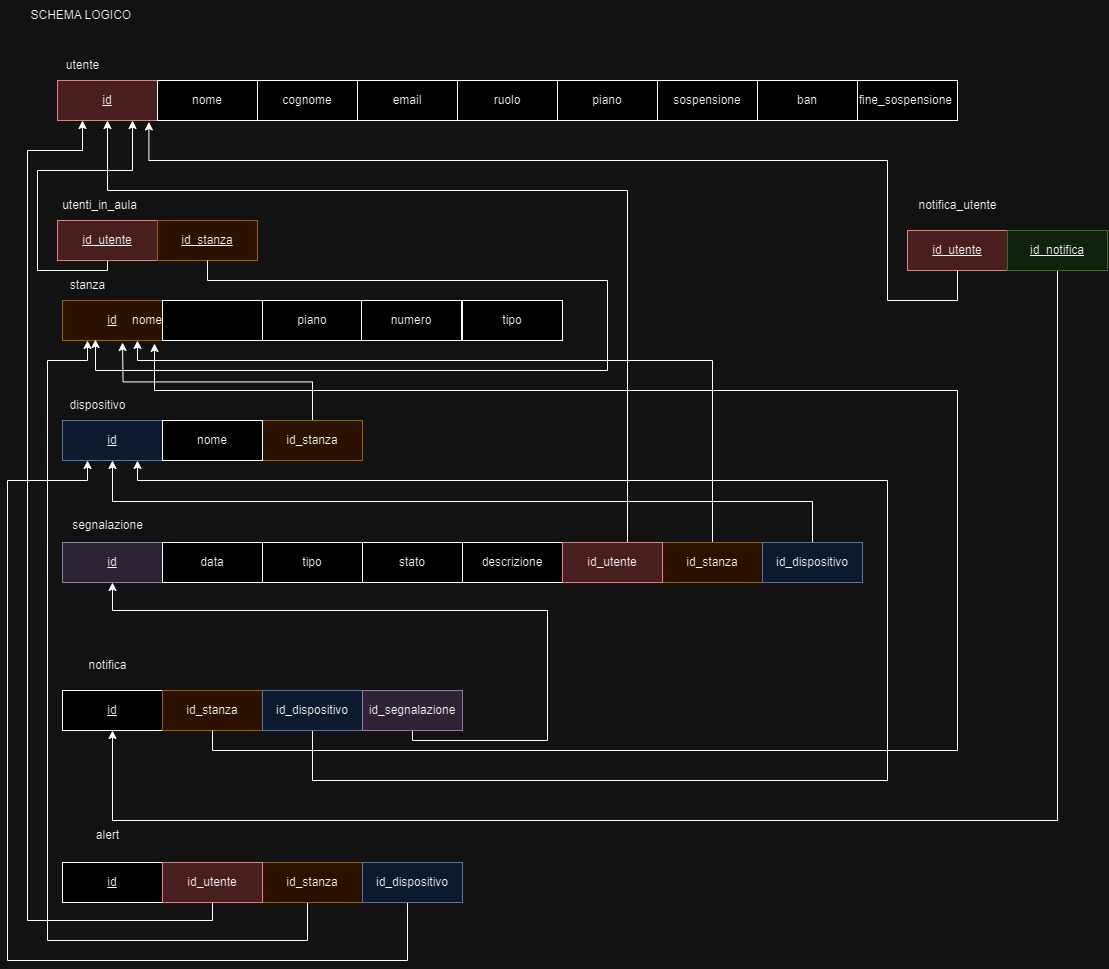 SCHEMA LOGICO
utente
id nome cognome email ruolo piano sospensione ban fine_sospensione
utenti_in_aula
notifica_utente
id_utente id_stanza
id_utente id_notifica
stanza
id nome piano numero tipo
dispositivo
id nome id_stanza
segnalazione
id data tipo stato descrizione id_utente id_stanza id_dispositivo
notifica
id id_stanza id_dispositivo id_segnalazione
alert
id id_utente id_stanza id_dispositivo